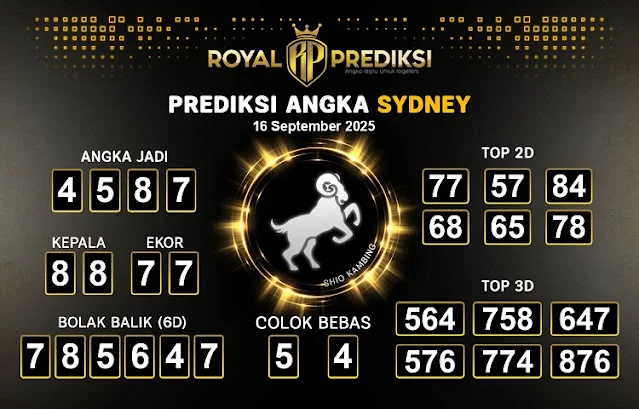 ROYAL RP PREDIKSI
Angka jeitu untuk togellers
PREDIKSI ANGKA SYDNEY
16 September 2025
ANGKA JADI
4 5 8 7
KEPALA EKOR
8 8 7 7
BOLAK BALIK (6D)
7 8 5 6 4 7
SHIO KAMBING
COLOK BEBAS
5 4
TOP 2D
77 57 84
68 65 78
TOP 3D
564 758 647
576 774 876